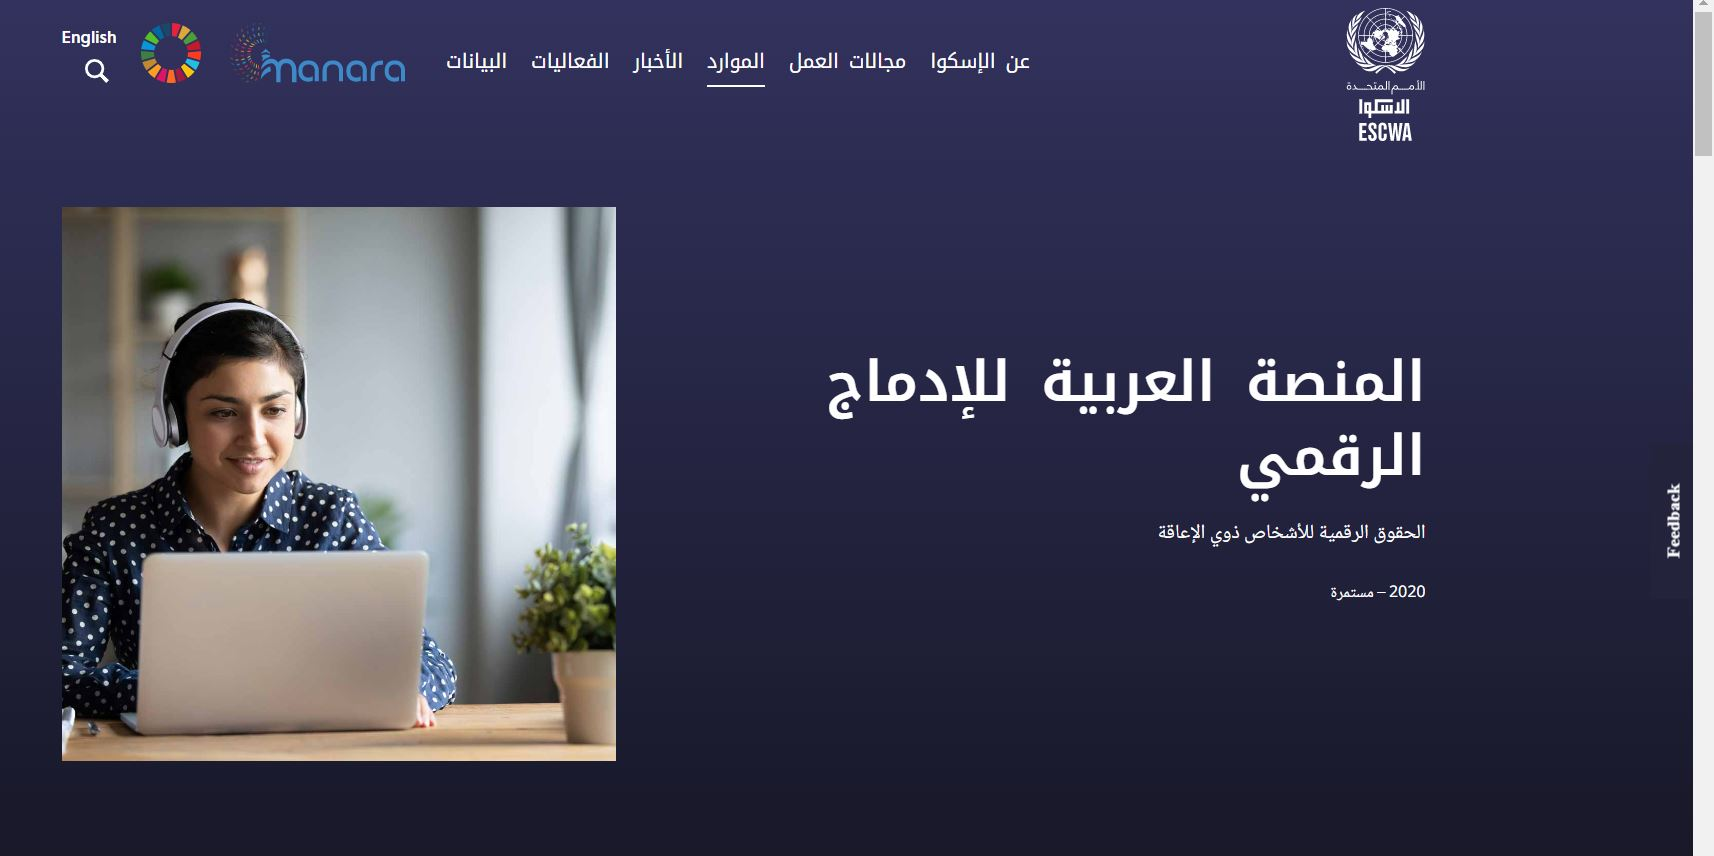 الأمم المتحدة
الاسكوا
ESCWA
عن الإسكوا
مجالات العمل
الموارد
الأخبار
الفعاليات
البيانات
manara
English
المنصة العربية للإدماج
الرقمي
الحقوق الرقمية للأشخاص ذوي الإعاقة
2020 – مستمرة
Feedback